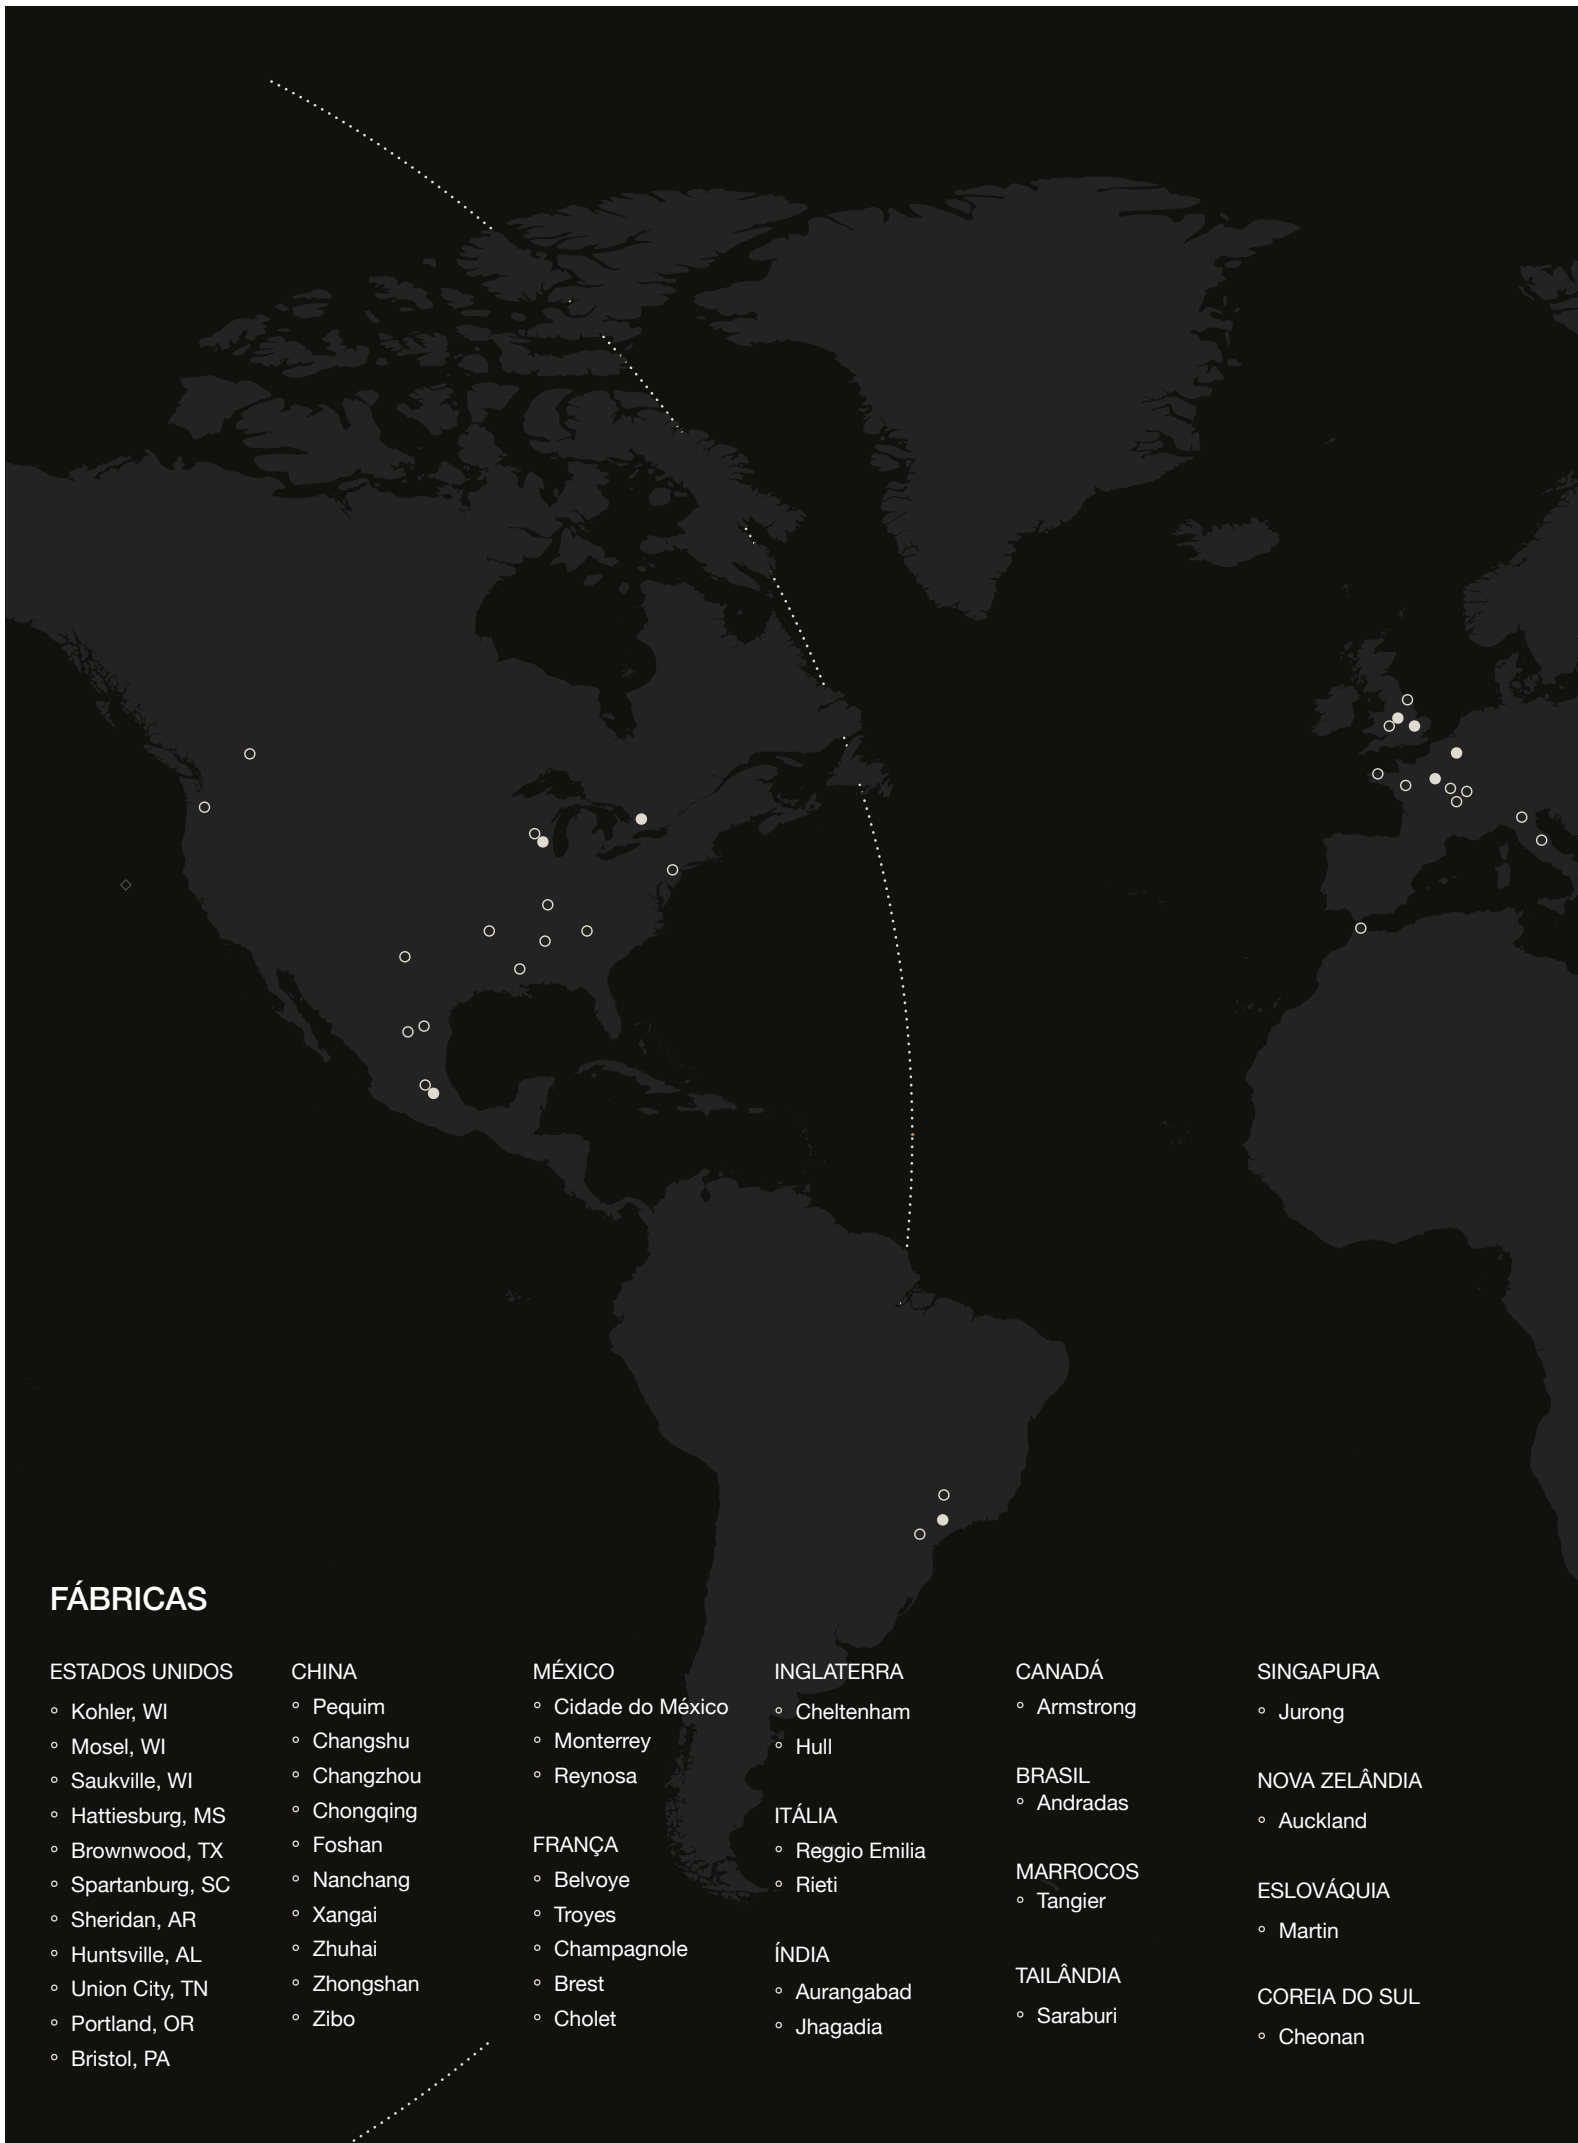 FÁBRICAS
ESTADOS UNIDOS
Kohler, WI
Mosel, WI
Saukville, WI
Hattiesburg, MS
Brownwood, TX
Spartanburg, SC
Sheridan, AR
Huntsville, AL
Union City, TN
Portland, OR
Bristol, PA
CHINA
Pequim
Changshu
Changzhou
Chongqing
Foshan
Nanchang
Xangai
Zhuhai
Zhongshan
Zibo
MÉXICO
Cidade do México
Monterrey
Reynosa
FRANÇA
Belvoye
Troyes
Champagnole
Brest
Cholet
INGLATERRA
Cheltenham
Hull
ITÁLIA
Reggio Emilia
Rieti
ÍNDIA
Aurangabad
Jhagadia
CANADÁ
Armstrong
BRASIL
Andradas
MARROCOS
Tangier
TAILÂNDIA
Saraburi
SINGAPURA
Jurong
NOVA ZELÂNDIA
Auckland
ESLOVÁQUIA
Martin
COREIA DO SUL
Cheonan